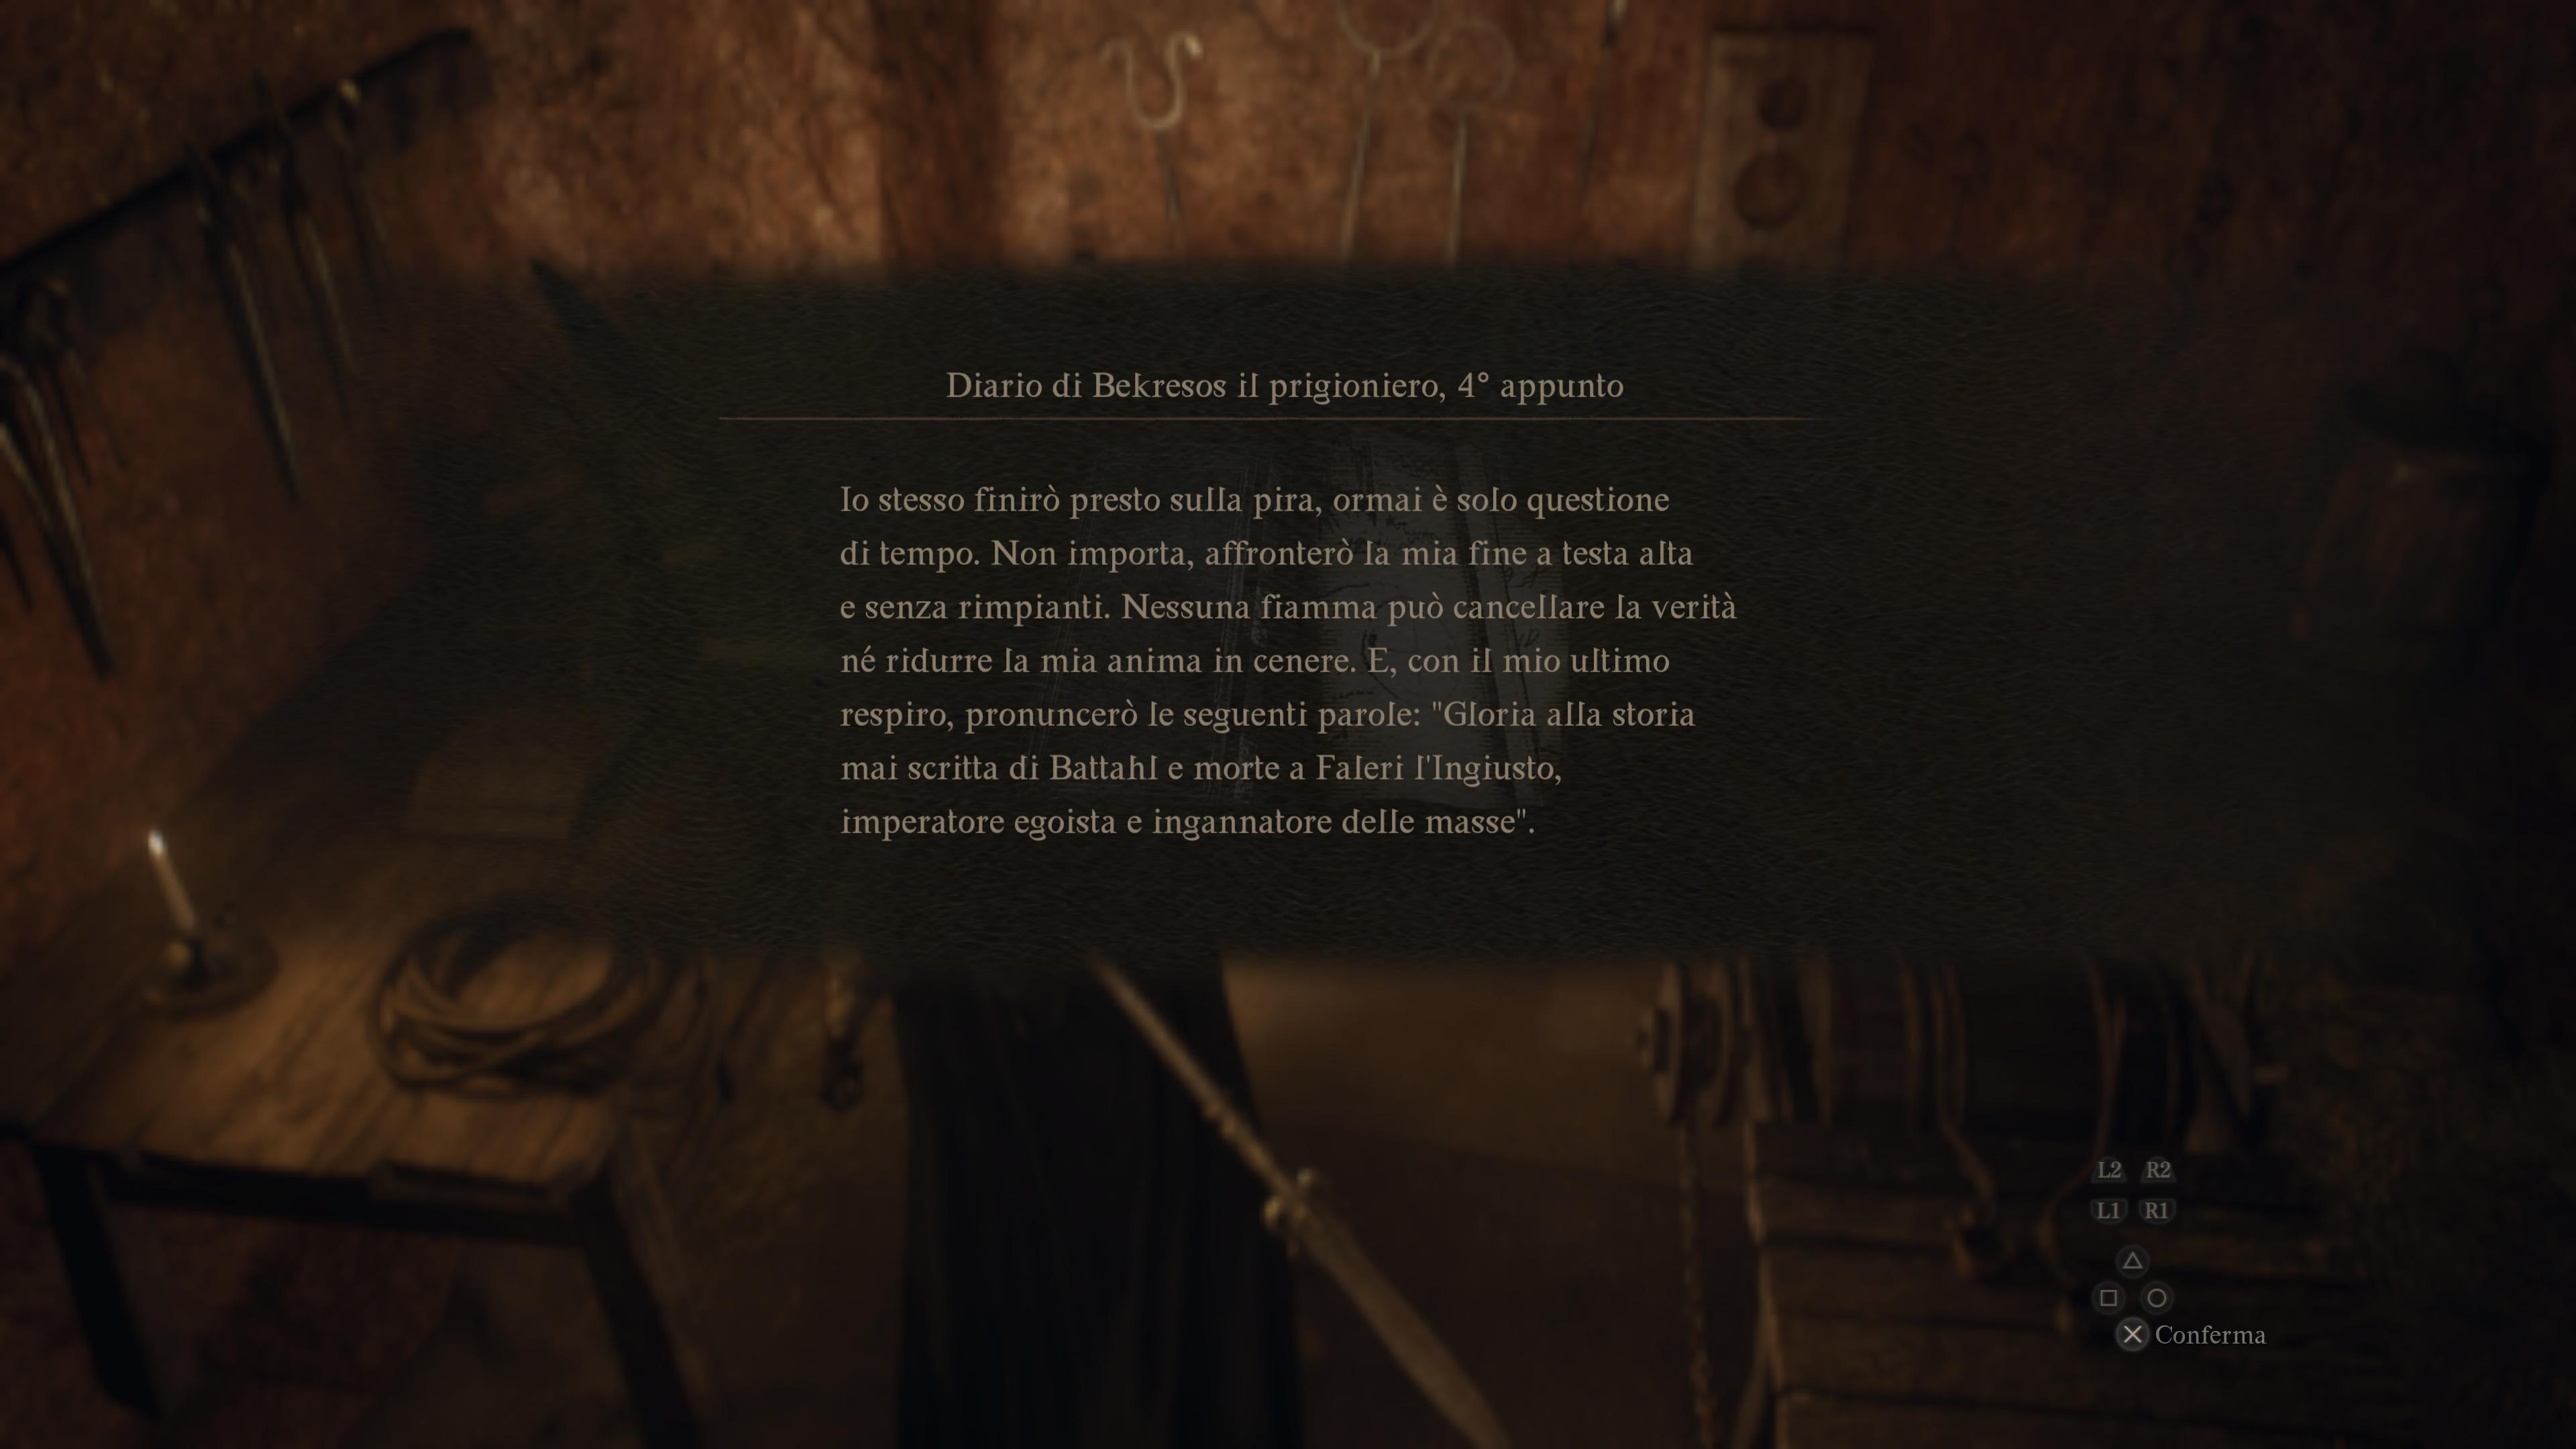 Diario di Bekresos il prigioniero, 4° appunto
Io stesso finirò presto sulla pira, ormai è solo questione
di tempo. Non importa, affronterò la mia fine a testa alta
e senza rimpianti. Nessuna fiamma può cancellare la verità
né ridurre la mia anima in cenere. E, con il mio ultimo
respiro, pronuncerò le seguenti parole: "Gloria alla storia
mai scritta di Battahl e morte a Faleri l'Ingiusto,
imperatore egoista e ingannatore delle masse".
L2 R2
L1 R1
Conferma